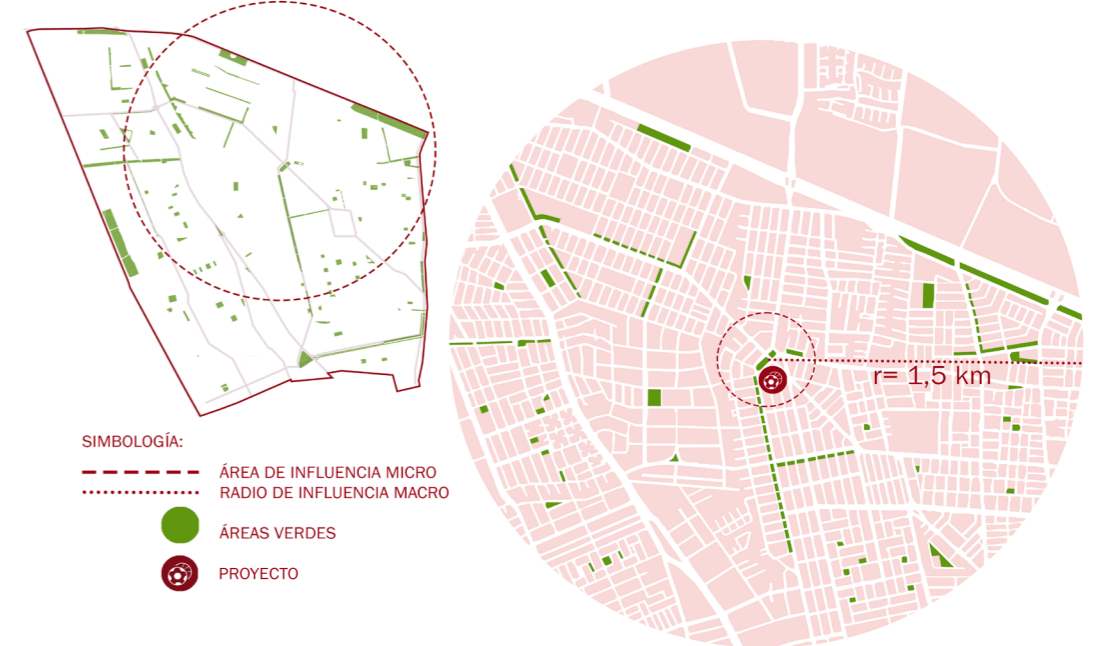 r= 1,5 km
SIMBOLOGÍA:
ÁREA DE INFLUENCIA MICRO
RADIO DE INFLUENCIA MACRO
ÁREAS VERDES
PROYECTO